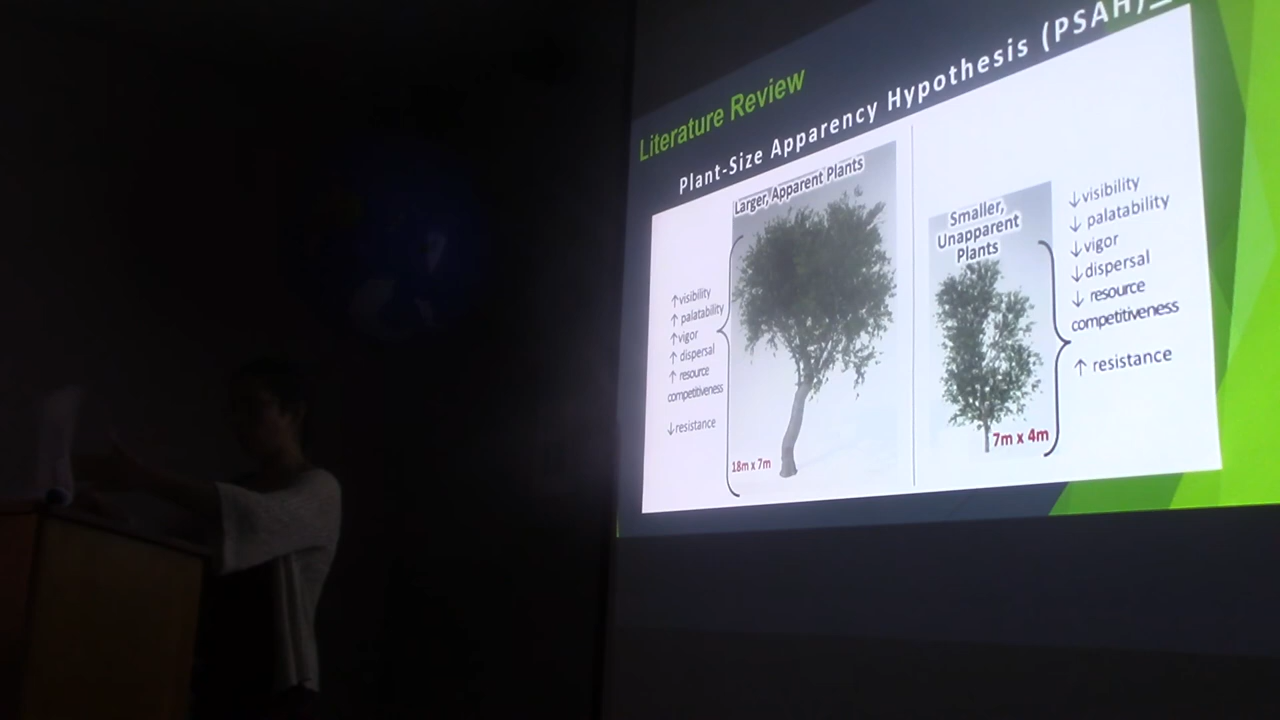 Literature Review
Plant-Size Apparency Hypothesis (PSAH)
Larger, Apparent Plants
↑visibility
↑ palatability
↑vigor
↑ dispersal
↑ resource
competitiveness
↓resistance
18m x 7m
Smaller,
Unapparent
Plants
7m x 4m
↓visibility
↓ palatability
↓vigor
↓dispersal
↓ resource
competitiveness
↑ resistance